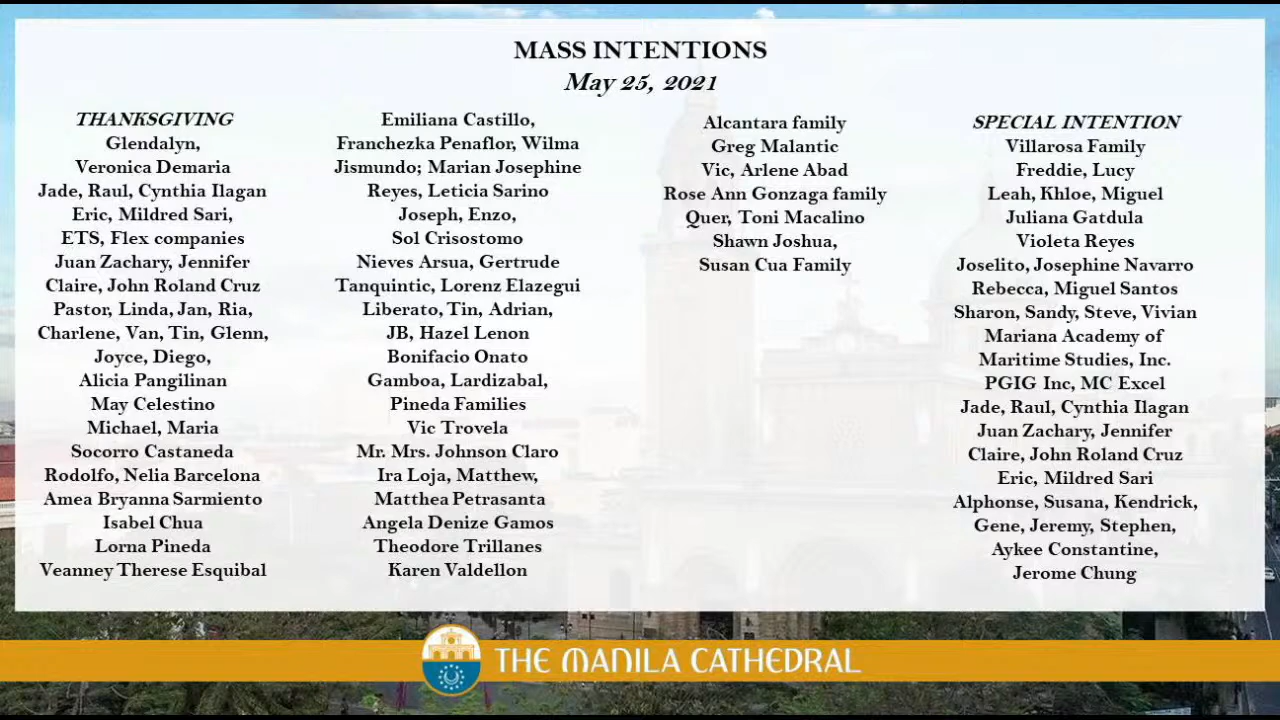 MASS INTENTIONS
May 25, 2021
THANKSGIVING
Glendalyn,
Veronica Demaria
Jade, Raul, Cynthia Ilagan
Eric, Mildred Sari,
ETS, Flex companies
Juan Zachary, Jennifer
Claire, John Roland Cruz
Pastor, Linda, Jan, Ria,
Charlene, Van, Tin, Glenn,
Joyce, Diego,
Alicia Pangilinan
May Celestino
Michael, Maria
Socorro Castaneda
Rodolfo, Nelia Barcelona
Amea Bryanna Sarmiento
Isabel Chua
Lorna Pineda
Veanney Therese Esquibal
Emiliana Castillo,
Franchezka Penaflor, Wilma
Jismundo; Marian Josephine
Reyes, Leticia Sarino
Joseph, Enzo,
Sol Crisostomo
Nieves Arsua, Gertrude
Tanquintic, Lorenz Elazegui
Liberato, Tin, Adrian,
JB, Hazel Lenon
Bonifacio Onato
Gamboa, Lardizabal,
Pineda Families
Vic Trovela
Mr. Mrs. Johnson Claro
Ira Loja, Matthew,
Matthea Petrasanta
Angela Denize Gamos
Theodore Trillanes
Karen Valdellon
Alcantara family
Greg Malantic
Vic, Arlene Abad
Rose Ann Gonzaga family
Quer, Toni Macalino
Shawn Joshua,
Susan Cua Family
SPECIAL INTENTION
Villarosa Family
Freddie, Lucy
Leah, Khloe, Miguel
Juliana Gatdula
Violeta Reyes
Joselito, Josephine Navarro
Rebecca, Miguel Santos
Sharon, Sandy, Steve, Vivian
Mariana Academy of
Maritime Studies, Inc.
PGIG Inc, MC Excel
Jade, Raul, Cynthia Ilagan
Juan Zachary, Jennifer
Claire, John Roland Cruz
Eric, Mildred Sari
Alphonse, Susana, Kendrick,
Gene, Jeremy, Stephen,
Aykee Constantine,
Jerome Chung
THE MANILA CATHEDRAL